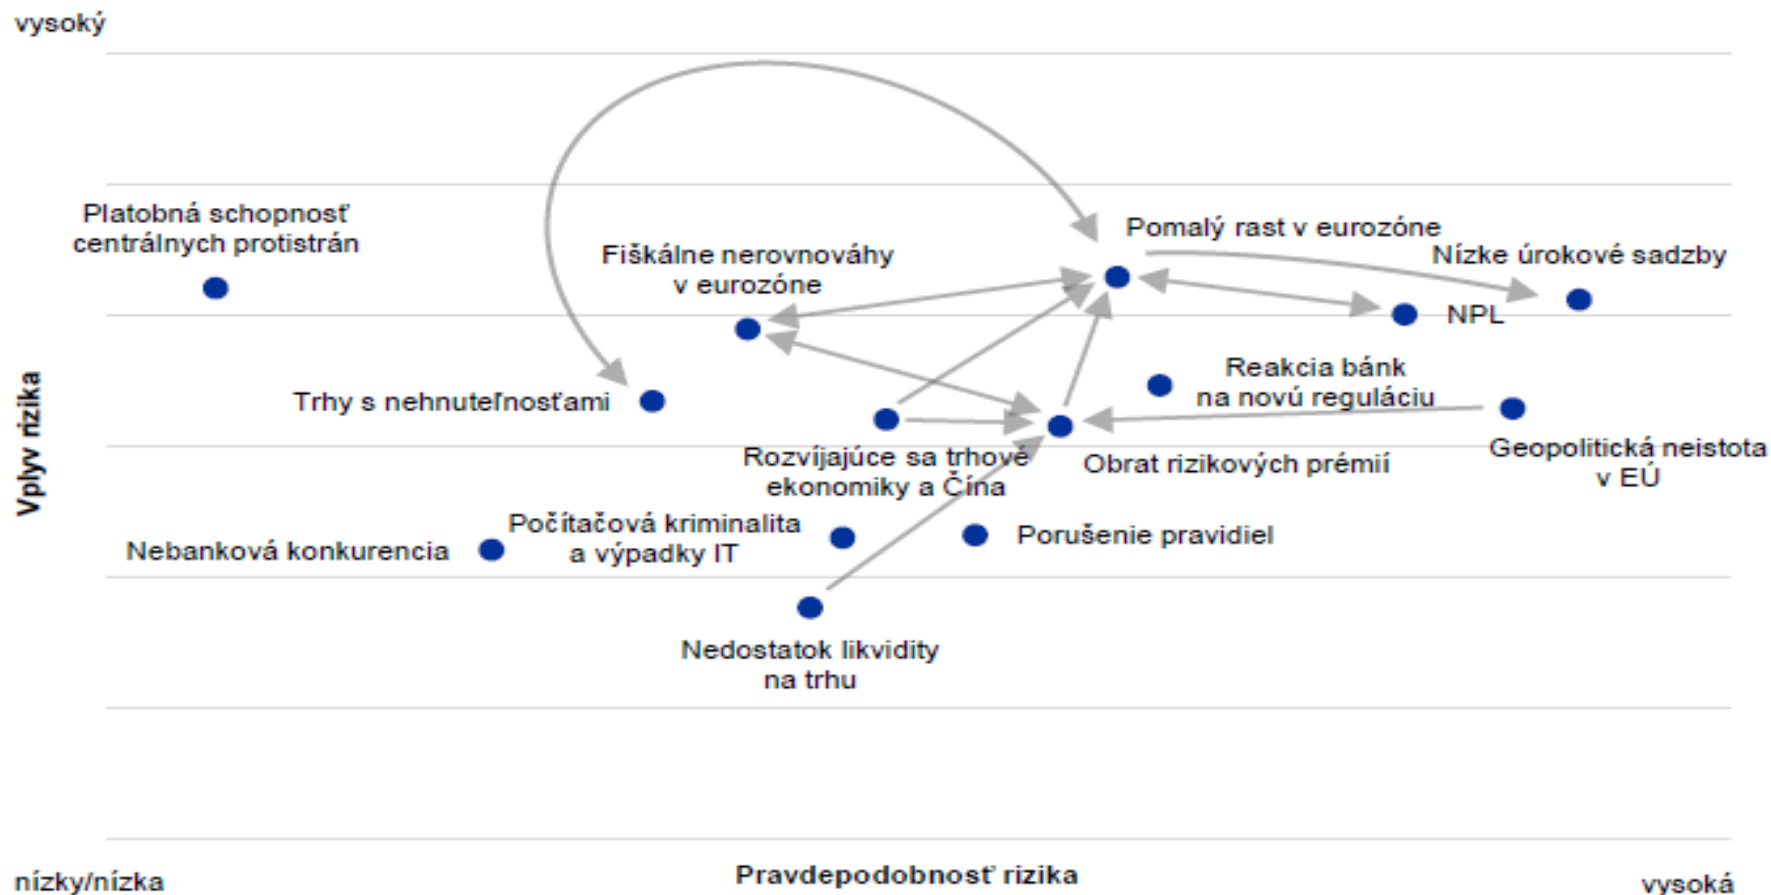 vysoký
Platobná schopnosť
centrálnych protistrán
Fiškálne nerovnováhy
v eurozóne
Pomalý rast v eurozóne
Nízke úrokové sadzby
NPL
Trhy s nehnuteľnosťami
Reakcia bánk
na novú reguláciu
Vplyv rizika
Rozvíjajúce sa trhové
ekonomiky a Čína
Obrat rizikových prémií
Geopolitická neistota
v EÚ
Nebanková konkurencia
Počítačová kriminalita
a výpadky IT
Porušenie pravidiel
Nedostatok likvidity
na trhu
nízky/nízka
Pravdepodobnosť rizika
vysoká